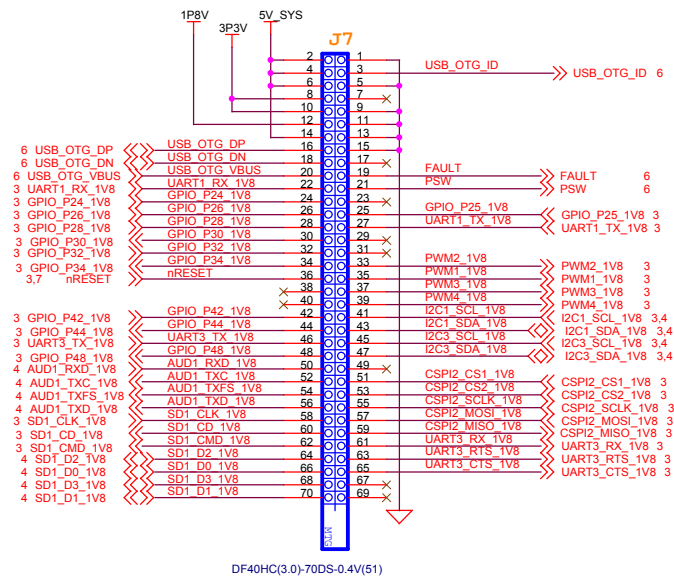 1P8V 3P3V 5V_SYS
J7
2 1
4 3 USB_OTG_ID USB_OTG_ID 6
6 5
8 7
10 9
12 11
14 13
6 USB_OTG_DP USB_OTG_DP 16 15
6 USB_OTG_DN USB_OTG_DN 18 17
6 USB_OTG_VBUS USB_OTG_VBUS 20 19 FAULT FAULT 6
3 UART1_RX_1V8 UART1_RX_1V8 22 21 PSW PSW 6
3 GPIO_P24_1V8 GPIO_P24_1V8 24 23
3 GPIO_P26_1V8 GPIO_P26_1V8 26 25 GPIO_P25_1V8 GPIO_P25_1V8 3
3 GPIO_P28_1V8 GPIO_P28_1V8 28 27 UART1_TX_1V8 UART1_TX_1V8 3
3 GPIO_P30_1V8 GPIO_P30_1V8 30 29
3 GPIO_P32_1V8 GPIO_P32_1V8 32 31
3 GPIO_P34_1V8 GPIO_P34_1V8 34 33 PWM2_1V8 PWM2_1V8 3
3,7 nRESET nRESET 36 35 PWM1_1V8 PWM1_1V8 3
38 37 PWM3_1V8 PWM3_1V8 3
40 39 PWM4_1V8 PWM4_1V8 3
3 GPIO_P42_1V8 GPIO_P42_1V8 42 41 I2C1_SCL_1V8 I2C1_SCL_1V8 3,4
3 GPIO_P44_1V8 GPIO_P44_1V8 44 43 I2C1_SDA_1V8 I2C1_SDA_1V8 3,4
3 UART3_TX_1V8 UART3_TX_1V8 46 45 I2C3_SCL_1V8 I2C3_SCL_1V8 3,4
3 GPIO_P48_1V8 GPIO_P48_1V8 48 47 I2C3_SDA_1V8 I2C3_SDA_1V8 3,4
4 AUD1_RXD_1V8 AUD1_RXD_1V8 50 49
4 AUD1_TXC_1V8 AUD1_TXC_1V8 52 51 CSPI2_CS1_1V8 CSPI2_CS1_1V8 3
4 AUD1_TXFS_1V8 AUD1_TXFS_1V8 54 53 CSPI2_CS2_1V8 CSPI2_CS2_1V8 3
4 AUD1_TXD_1V8 AUD1_TXD_1V8 56 55 CSPI2_SCLK_1V8 CSPI2_SCLK_1V8 3
3 SD1_CLK_1V8 SD1_CLK_1V8 58 57 CSPI2_MOSI_1V8 CSPI2_MOSI_1V8 3
3 SD1_CD_1V8 SD1_CD_1V8 60 59 CSPI2_MISO_1V8 CSPI2_MISO_1V8 3
3 SD1_CMD_1V8 SD1_CMD_1V8 62 61 UART3_RX_1V8 UART3_RX_1V8 3
4 SD1_D2_1V8 SD1_D2_1V8 64 63 UART3_RTS_1V8 UART3_RTS_1V8 3
4 SD1_D0_1V8 SD1_D0_1V8 66 65 UART3_CTS_1V8 UART3_CTS_1V8 3
4 SD1_D3_1V8 SD1_D3_1V8 68 67
4 SD1_D1_1V8 SD1_D1_1V8 70 69
MTG
DF40HC(3.0)-70DS-0.4V(51)